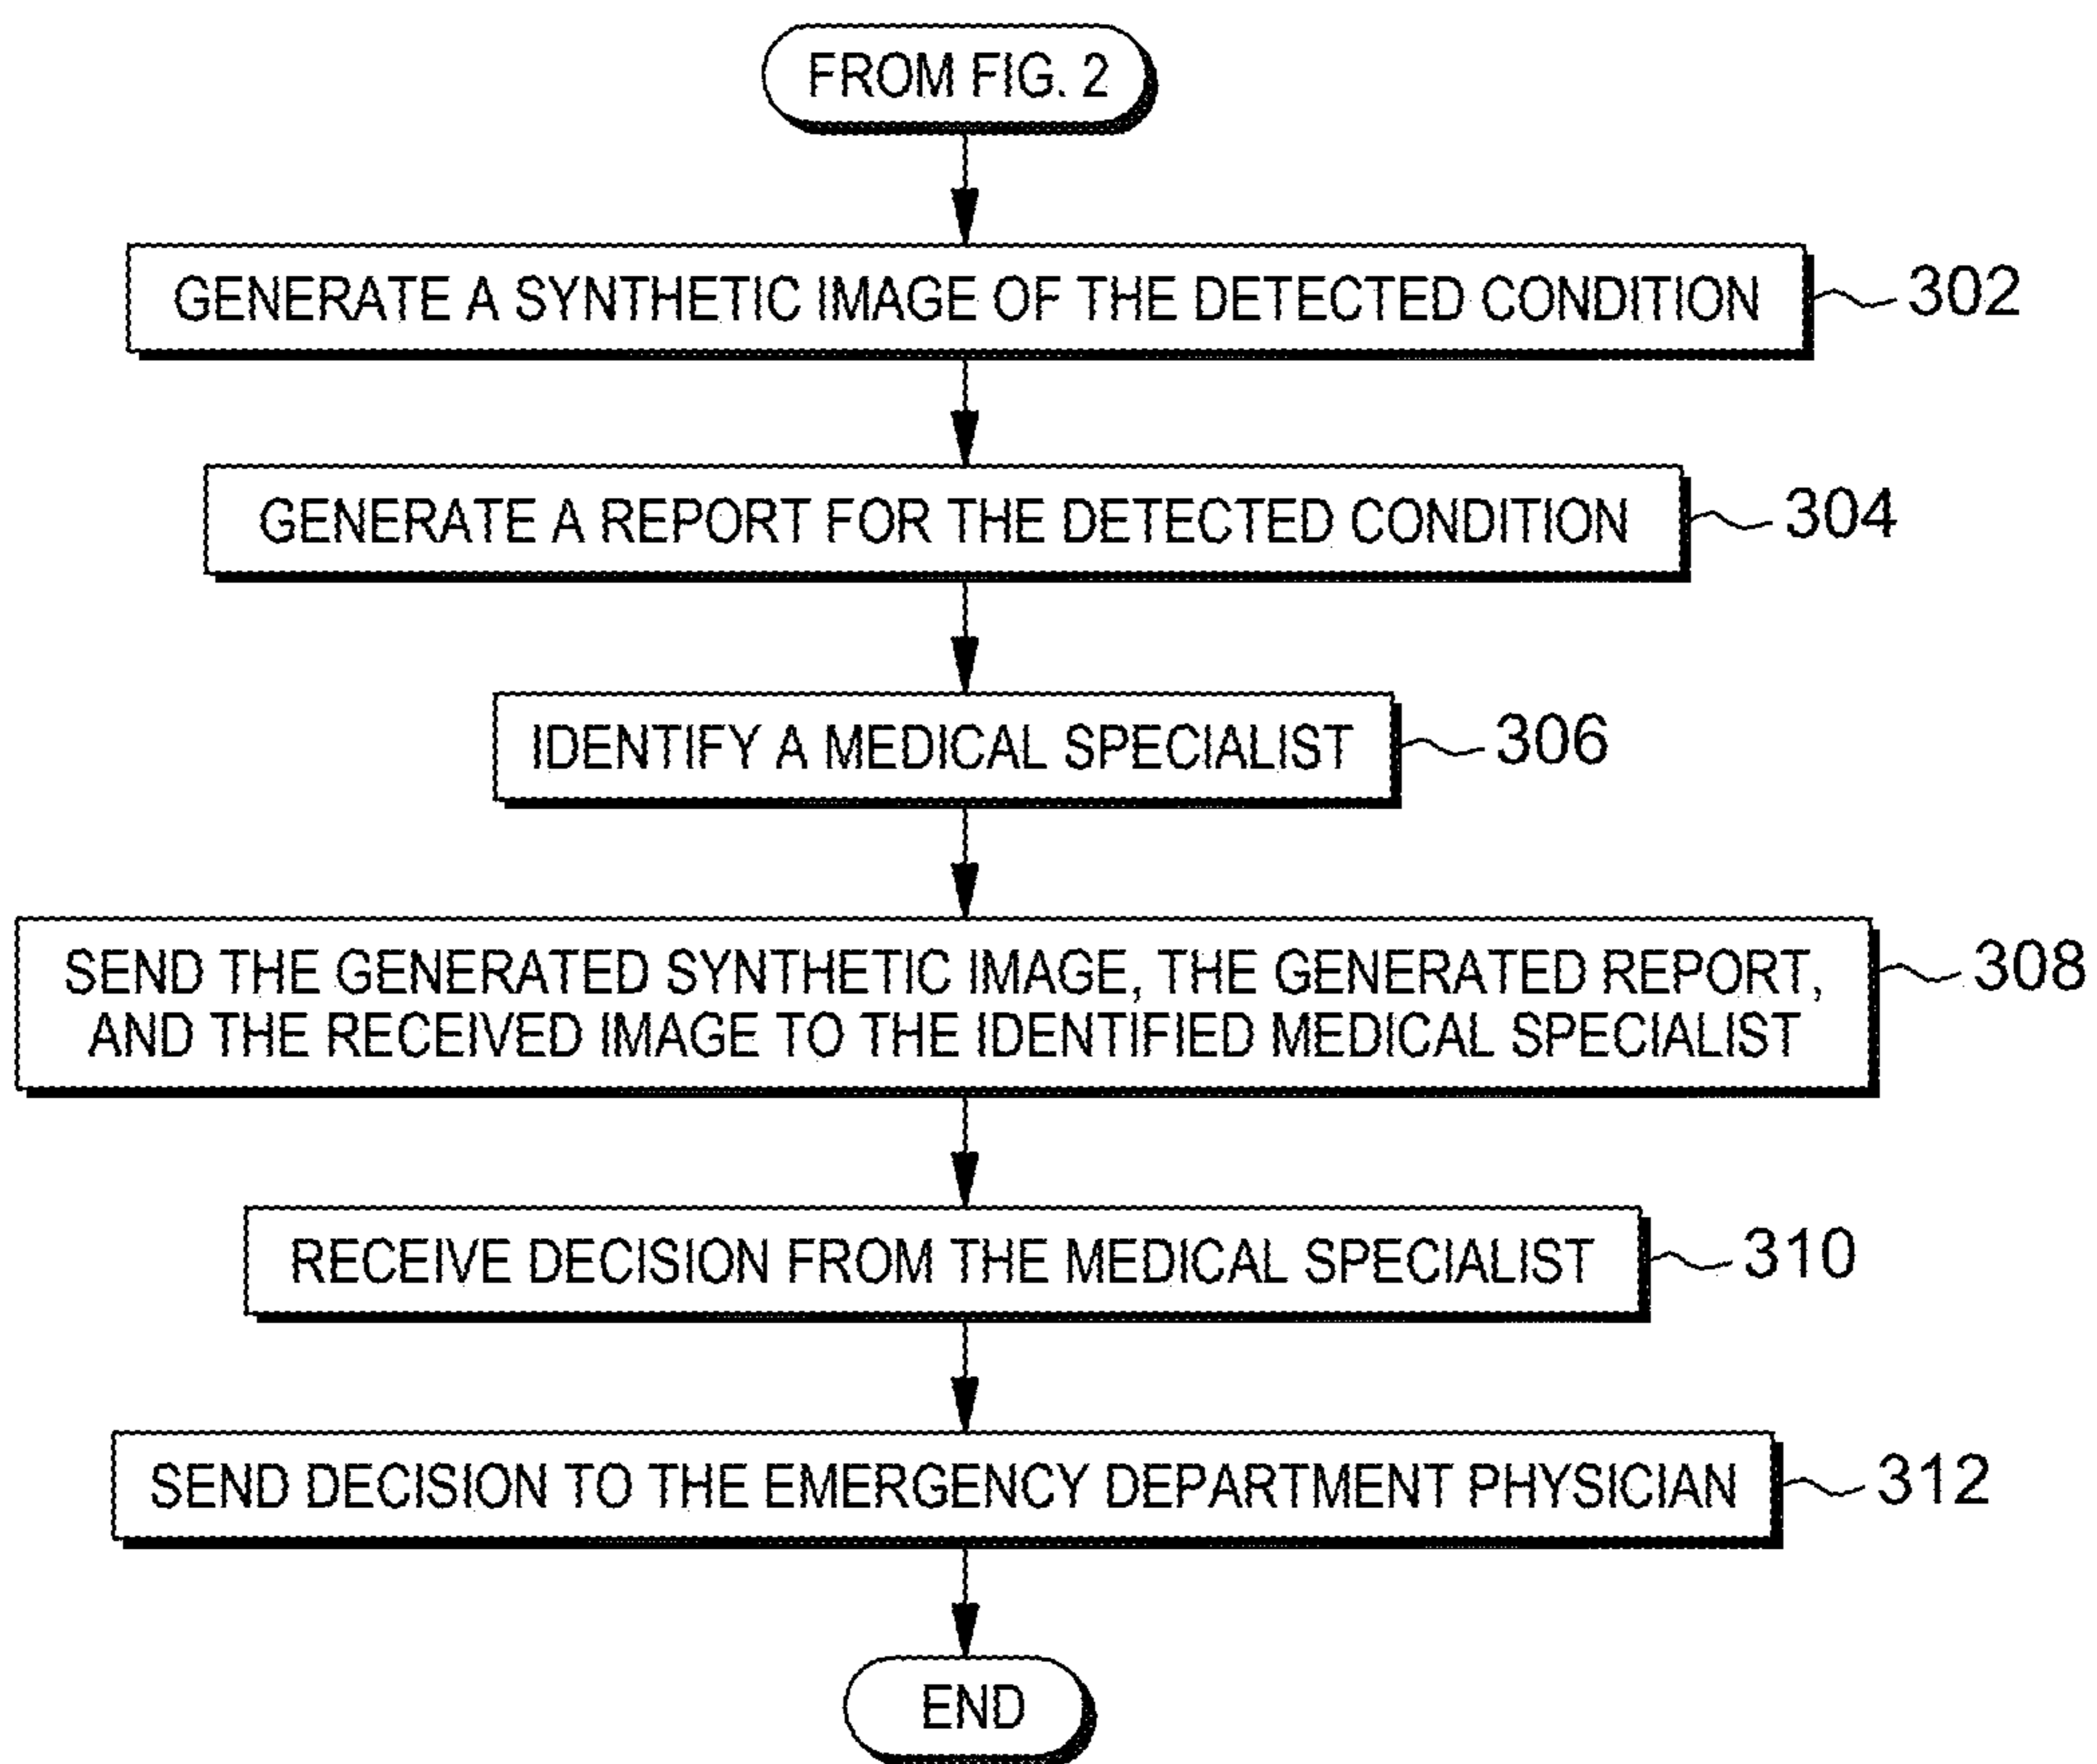 FROM FIG. 2
GENERATE A SYNTHETIC IMAGE OF THE DETECTED CONDITION
302
GENERATE A REPORT FOR THE DETECTED CONDITION
304
IDENTIFY A MEDICAL SPECIALIST
306
SEND THE GENERATED SYNTHETIC IMAGE, THE GENERATED REPORT,
AND THE RECEIVED IMAGE TO THE IDENTIFIED MEDICAL SPECIALIST
308
RECEIVE DECISION FROM THE MEDICAL SPECIALIST
310
SEND DECISION TO THE EMERGENCY DEPARTMENT PHYSICIAN
312
END